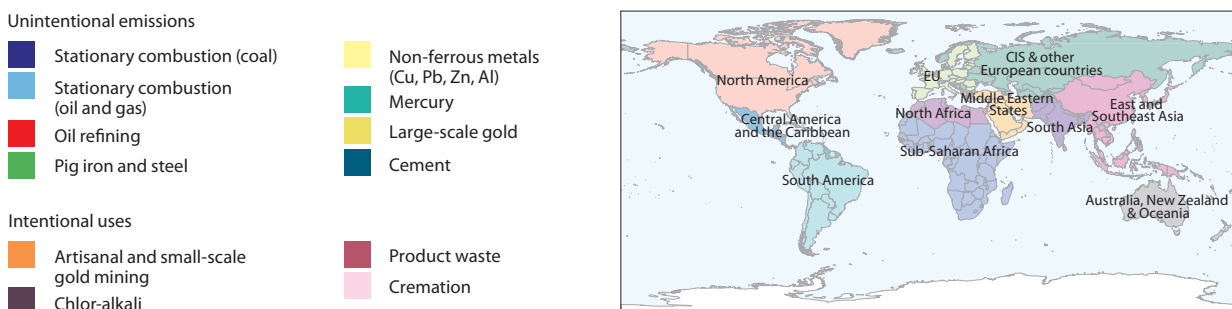 Unintentional emissions
Stationary combustion (coal)
Stationary combustion
(oil and gas)
Oil refining
Pig iron and steel
Non-ferrous metals
(Cu, Pb, Zn, Al)
Mercury
Large-scale gold
Cement
Intentional uses
Artisanal and small-scale
gold mining
Chlor-alkali
Product waste
Cremation
North America
Central America
and the Caribbean
South America
EU
CIS & other
European countries
Middle Eastern
States
North Africa
Sub-Saharan Africa
South Asia
East and
Southeast Asia
Australia, New Zealand
& Oceania